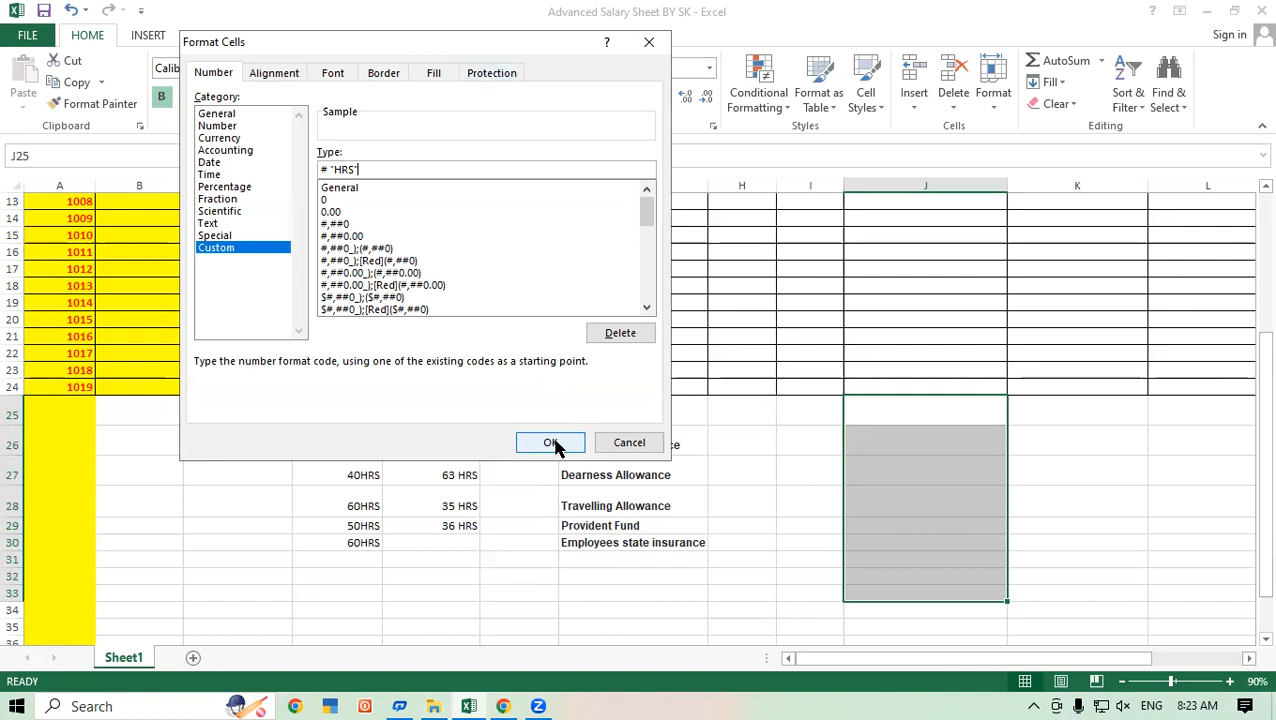 Advanced Salary Sheet BY SK - Excel
Sign in
FILE HOME INSERT
Cut
Copy
Format Painter
Paste
Clipboard
Calib
B
Format Cells
Number Alignment Font Border Fill Protection
Category:
General
Number
Currency
Accounting
Date
Time
Percentage
Fraction
Scientific
Text
Special
Custom
Sample
Type:
# "HRS"
General
0
0.00
#,##0
#,##0.00
#,##0_);(#,##0)
#,##0_);[Red](#,##0)
#,##0.00_);(#,##0.00)
#,##0.00_);[Red](#,##0.00)
$#,##0_);($#,##0)
$#,##0_);[Red]($#,##0)
Delete
Type the number format code, using one of the existing codes as a starting point.
OK Cancel
Conditional Formatting
Format as Table
Cell Styles
Styles
Insert Delete Format
Cells
AutoSum
Fill
Clear
Sort & Filter
Find & Select
Editing
J25
A B H I J K L
13 1008
14 1009
15 1010
16 1011
17 1012
18 1013
19 1014
20 1015
21 1016
22 1017
23 1018
24 1019
25
26
27 40HRS 63 HRS Dearness Allowance
28 60HRS 35 HRS Travelling Allowance
29 50HRS 36 HRS Provident Fund
30 60HRS Employees state insurance
31
32
33
34
35
36
Sheet1
READY 90%
Search
ENG 8:23 AM